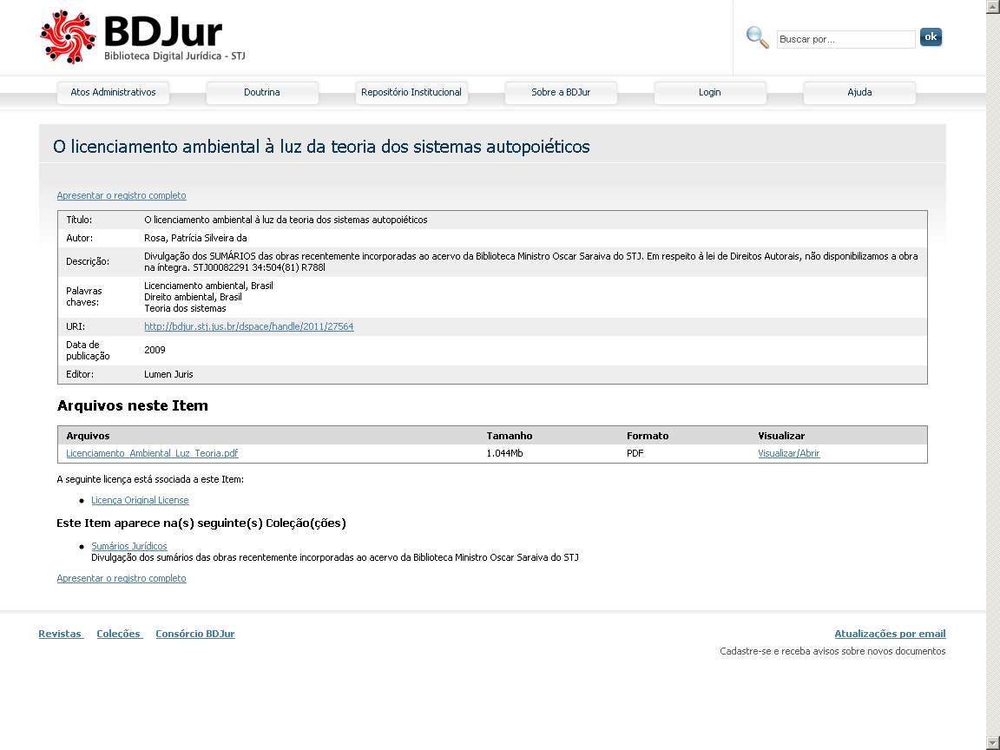 BDJur
Biblioteca Digital Jurídica - STJ
Buscar por...
ok
Atos Administrativos
Doutrina
Repositório Institucional
Sobre a BDJur
Login
Ajuda
O licenciamento ambiental à luz da teoria dos sistemas autopoiéticos
Apresentar o registro completo
Título: O licenciamento ambiental à luz da teoria dos sistemas autopoiéticos
Autor: Rosa, Patrícia Silveira da
Descrição: Divulgação dos SUMÁRIOS das obras recentemente incorporadas ao acervo da Biblioteca Ministro Oscar Saraiva do STJ. Em respeito à lei de Direitos Autorais, não disponibilizamos a obra
na íntegra. STJ00082291 34:504(81) R788l
Palavras
chaves:
Licenciamento ambiental, Brasil
Direito ambiental, Brasil
Teoria dos sistemas
URI: http://bdjur.stj.jus.br/dspace/handle/2011/27564
Data de
publicação
2009
Editor: Lumen Juris
Arquivos neste Item
Arquivos Tamanho Formato Visualizar
Licenciamento_Ambiental_Luz_Teoria.pdf 1.044Mb PDF Visualizar/Abrir
A seguinte licença está ssociada a este Item:
Licença Original License
Este Item aparece na(s) seguinte(s) Coleção(ções)
Sumários Jurídicos
Divulgação dos sumários das obras recentemente incorporadas ao acervo da Biblioteca Ministro Oscar Saraiva do STJ
Apresentar o registro completo
Revistas Coleções Consórcio BDJur
Atualizações por email
Cadastre-se e receba avisos sobre novos documentos